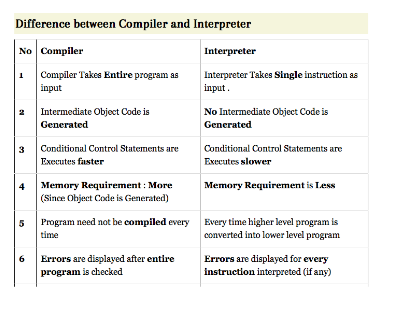 Difference between Compiler and Interpreter
No Compiler Interpreter
1 Compiler Takes Entire program as input Interpreter Takes Single instruction as input .
2 Intermediate Object Code is Generated No Intermediate Object Code is Generated
3 Conditional Control Statements are Executes faster Conditional Control Statements are Executes slower
4 Memory Requirement : More (Since Object Code is Generated) Memory Requirement is Less
5 Program need not be compiled every time Every time higher level program is converted into lower level program
6 Errors are displayed after entire program is checked Errors are displayed for every instruction interpreted (if any)